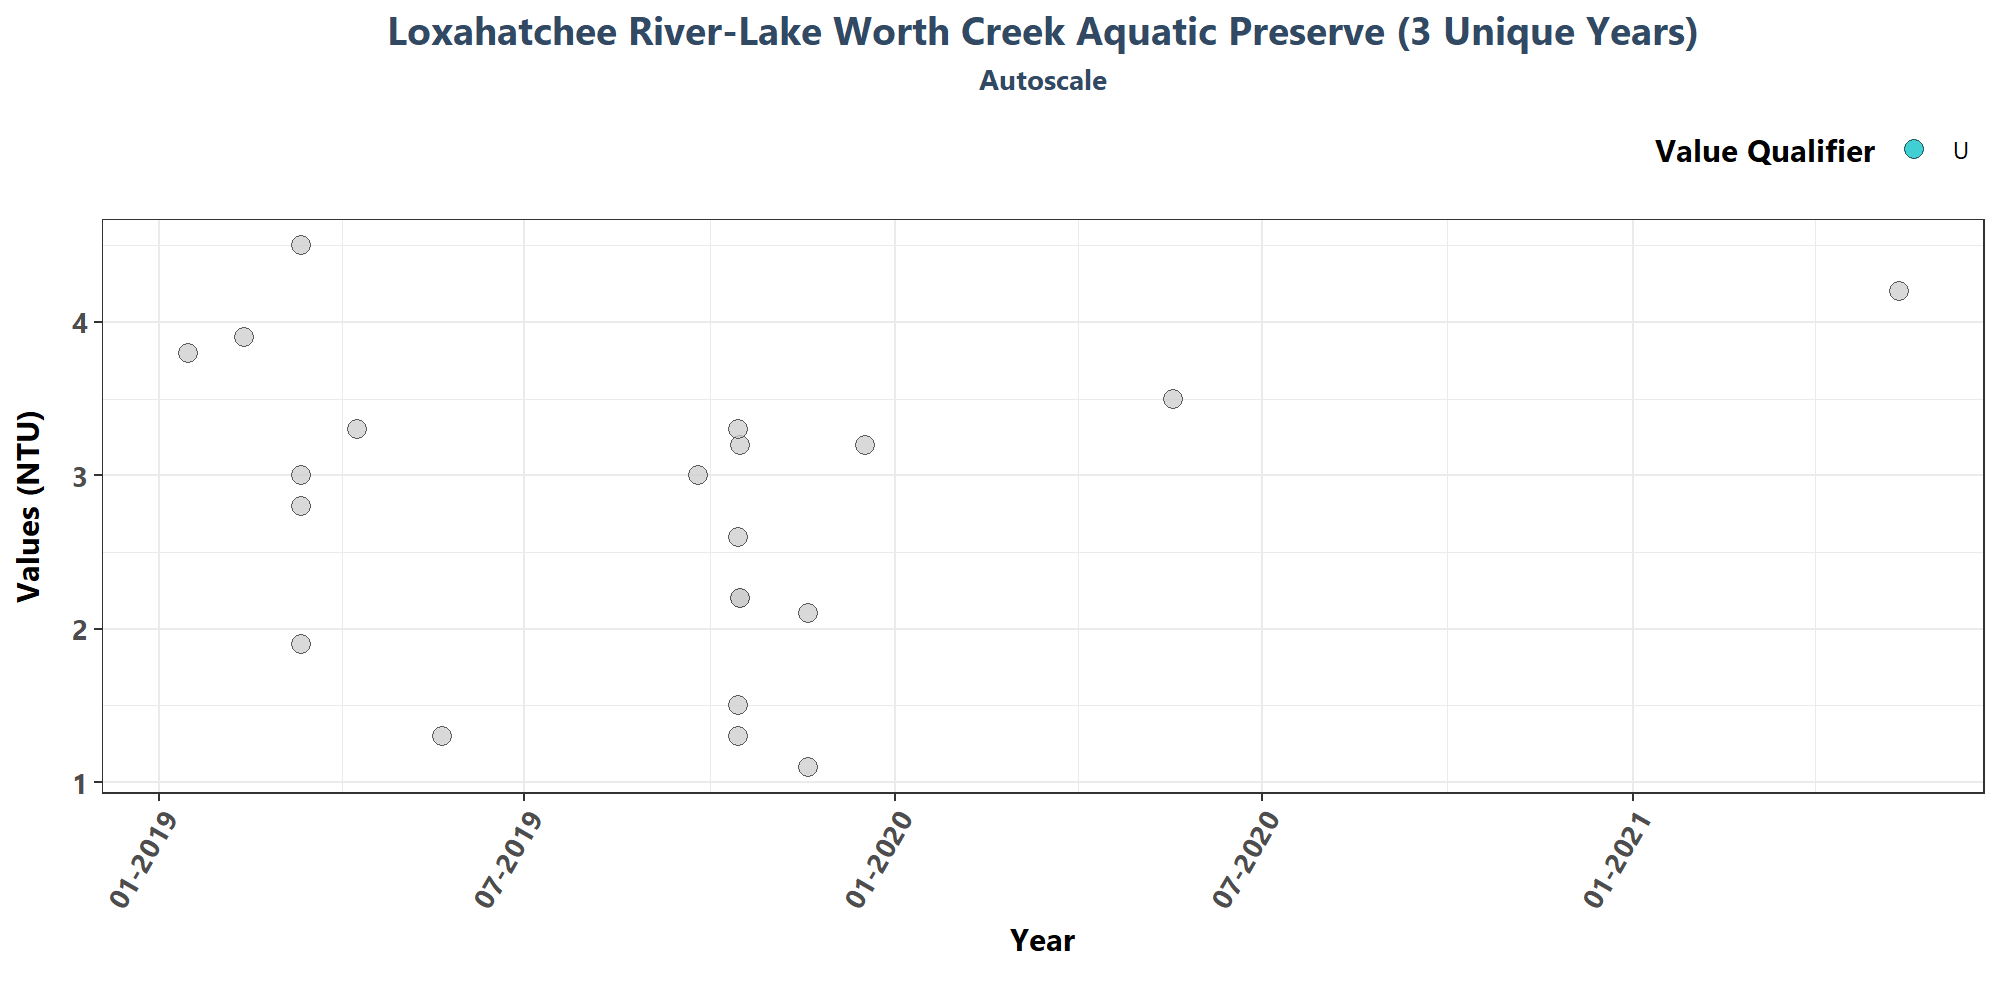 Loxahatchee River-Lake Worth Creek Aquatic Preserve (3 Unique Years)
Autoscale
Value Qualifier U
Values (NTU)
4
3
2
1
01-2019
07-2019
01-2020
07-2020
01-2021
Year